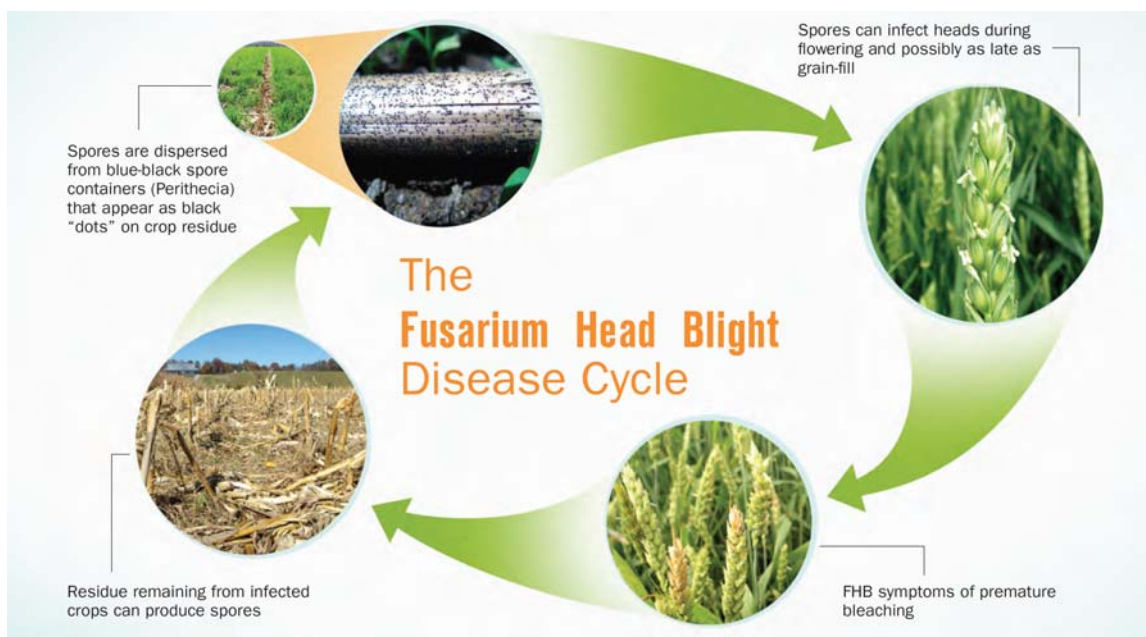 Spores are dispersed
from blue-black spore
containers (Perithecia)
that appear as black
“dots” on crop residue
Spores can infect heads during
flowering and possibly as late as
grain-fill
The
Fusarium Head Blight
Disease Cycle
Residue remaining from infected
crops can produce spores
FHB symptoms of premature
bleaching